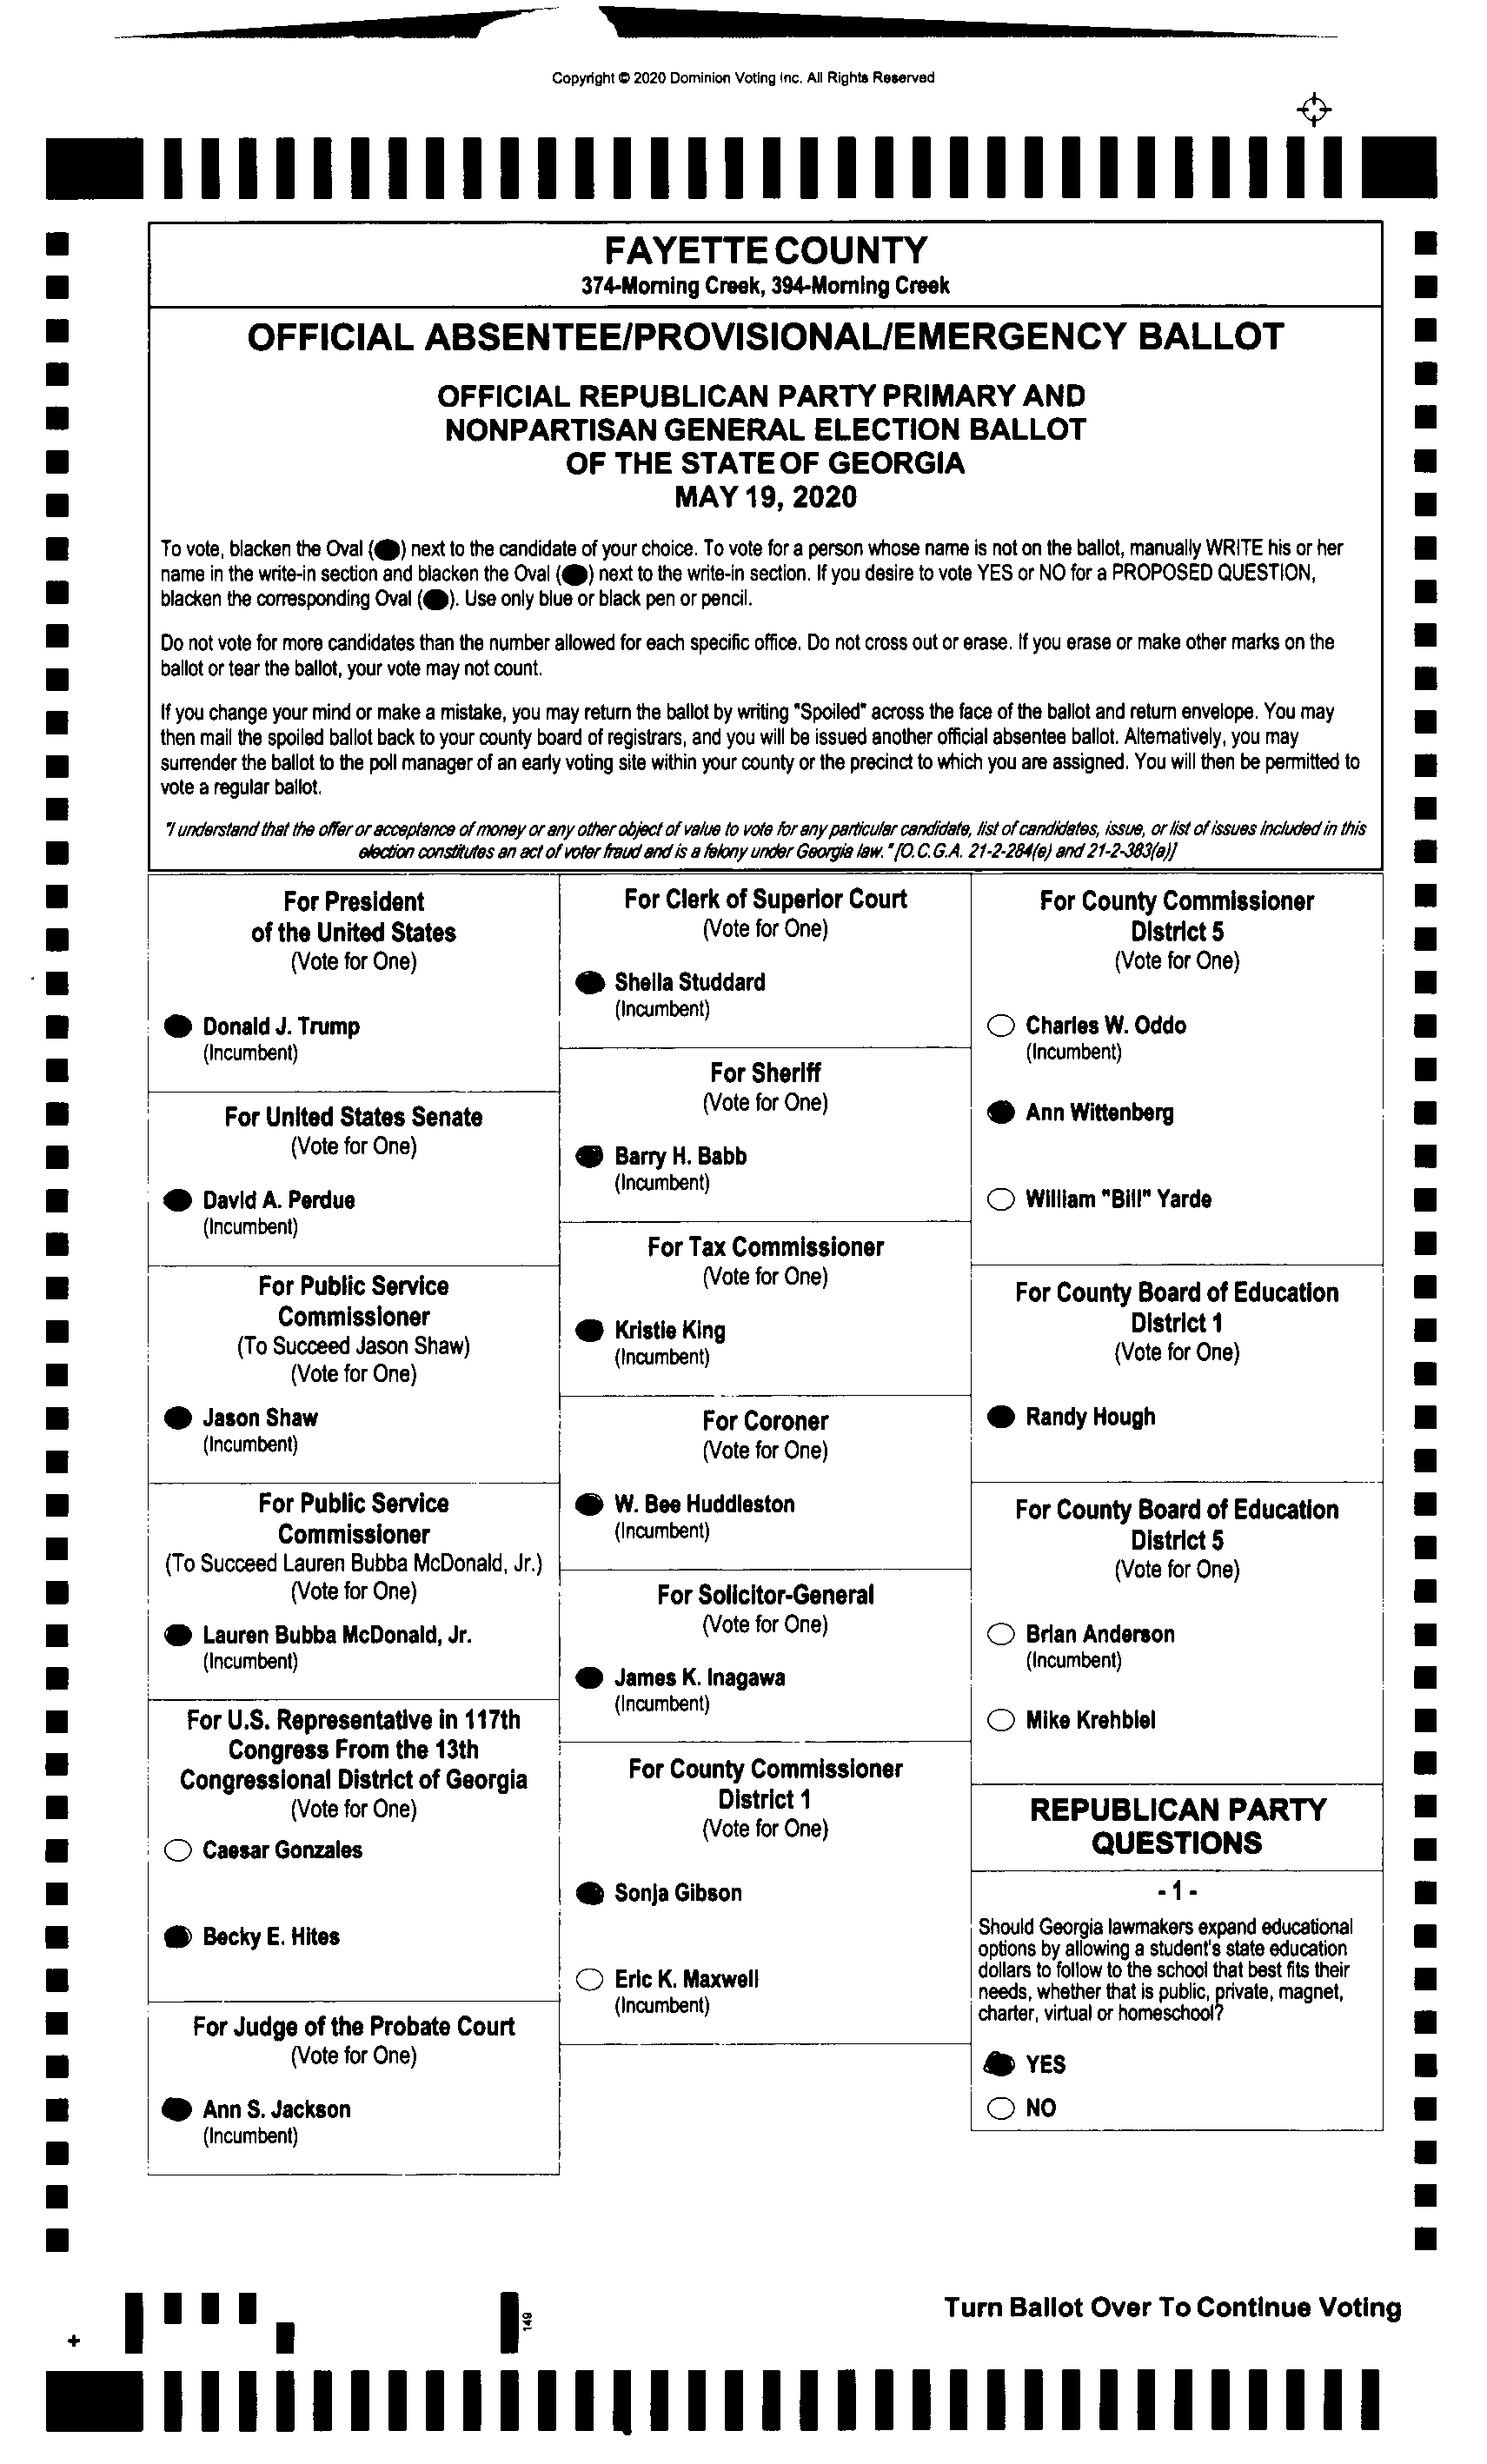 Copyright © 2020 Dominion Voting Inc. All Rights Reserved
FAYETTE COUNTY
374-Morning Creek, 394-Morning Creek
OFFICIAL ABSENTEE/PROVISIONAL/EMERGENCY BALLOT
OFFICIAL REPUBLICAN PARTY PRIMARY AND
NONPARTISAN GENERAL ELECTION BALLOT
OF THE STATE OF GEORGIA
MAY 19, 2020
To vote, blacken the Oval ( ) next to the candidate of your choice. To vote for a person whose name is not on the ballot, manually WRITE his or her
name in the write-in section and blacken the Oval ( ) next to the write-in section. If you desire to vote YES or NO for a PROPOSED QUESTION,
blacken the corresponding Oval ( ). Use only blue or black pen or pencil.
Do not vote for more candidates than the number allowed for each specific office. Do not cross out or erase. If you erase or make other marks on the
ballot or tear the ballot, your vote may not count.
If you change your mind or make a mistake, you may return the ballot by writing "Spoiled" across the face of the ballot and return envelope. You may
then mail the spoiled ballot back to your county board of registrars, and you will be issued another official absentee ballot. Alternatively, you may
surrender the ballot to the poll manager of an early voting site within your county or the precinct to which you are assigned. You will then be permitted to
vote a regular ballot.
"I understand that the offer or acceptance of money or any other object of value to vote for any particular candidate, list of candidates, issue, or list of issues included in this
election constitutes an act of voter fraud and is a felony under Georgia law." [O.C.G.A. 21-2-284(e) and 21-2-383(a)]
For President
of the United States
(Vote for One)
Donald J. Trump
(Incumbent)
For United States Senate
(Vote for One)
David A. Perdue
(Incumbent)
For Public Service
Commissioner
(To Succeed Jason Shaw)
(Vote for One)
Jason Shaw
(Incumbent)
For Public Service
Commissioner
(To Succeed Lauren Bubba McDonald, Jr.)
(Vote for One)
Lauren Bubba McDonald, Jr.
(Incumbent)
For U.S. Representative in 117th
Congress From the 13th
Congressional District of Georgia
(Vote for One)
Caesar Gonzales
Becky E. Hites
For Judge of the Probate Court
(Vote for One)
Ann S. Jackson
(Incumbent)
For Clerk of Superior Court
(Vote for One)
Sheila Studdard
(Incumbent)
For Sheriff
(Vote for One)
Barry H. Babb
(Incumbent)
For Tax Commissioner
(Vote for One)
Kristie King
(Incumbent)
For Coroner
(Vote for One)
W. Bee Huddleston
(Incumbent)
For Solicitor-General
(Vote for One)
James K. Inagawa
(Incumbent)
For County Commissioner
District 1
(Vote for One)
Sonja Gibson
Eric K. Maxwell
(Incumbent)
For County Commissioner
District 5
(Vote for One)
Charles W. Oddo
(Incumbent)
Ann Wittenberg
William "Bill" Yarde
For County Board of Education
District 1
(Vote for One)
Randy Hough
For County Board of Education
District 5
(Vote for One)
Brian Anderson
(Incumbent)
Mike Krehbiel
REPUBLICAN PARTY
QUESTIONS
- 1 -
Should Georgia lawmakers expand educational
options by allowing a student's state education
dollars to follow to the school that best fits their
needs, whether that is public, private, magnet,
charter, virtual or homeschool?
YES
NO
Turn Ballot Over To Continue Voting
149